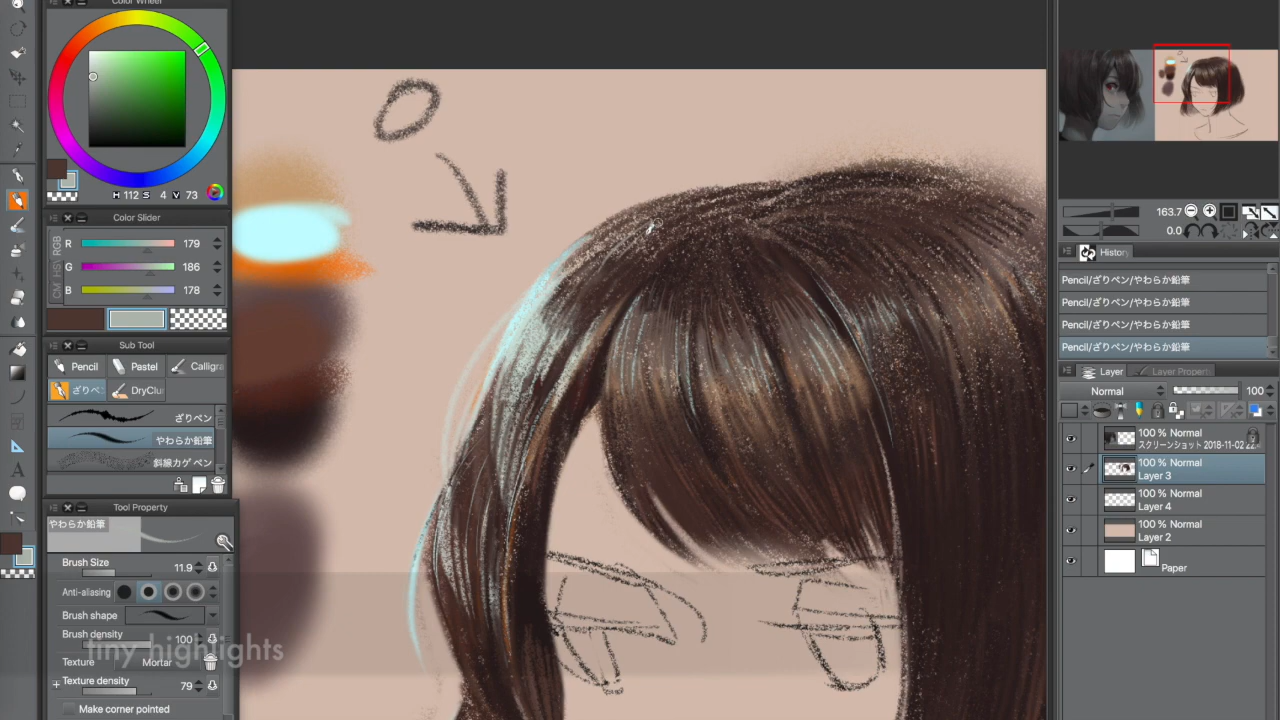 Color Wheel
H 112 S 4 V 73
Color Slider
R 179
G 186
B 178
RGB
HSV
CM
Sub Tool
Pencil
Pastel
Calligra
ざりペン
DryClu
ざりペン
やわらか鉛筆
斜線カゲペン
Tool Property
やわらか鉛筆
Brush Size 11.9
Anti-aliasing
Brush shape
Brush density 100
tiny highlights
Texture Mortar
Texture density 79
Make corner pointed
163.7
0.0
History
Pencil/ざりペン/やわらか鉛筆
Pencil/ざりペン/やわらか鉛筆
Pencil/ざりペン/やわらか鉛筆
Pencil/ざりペン/やわらか鉛筆
Layer
Layer Propert
Normal 100
100 % Normal
スクリーンショット 2018-11-02 22
100 % Normal
Layer 3
100 % Normal
Layer 4
100 % Normal
Layer 2
Paper